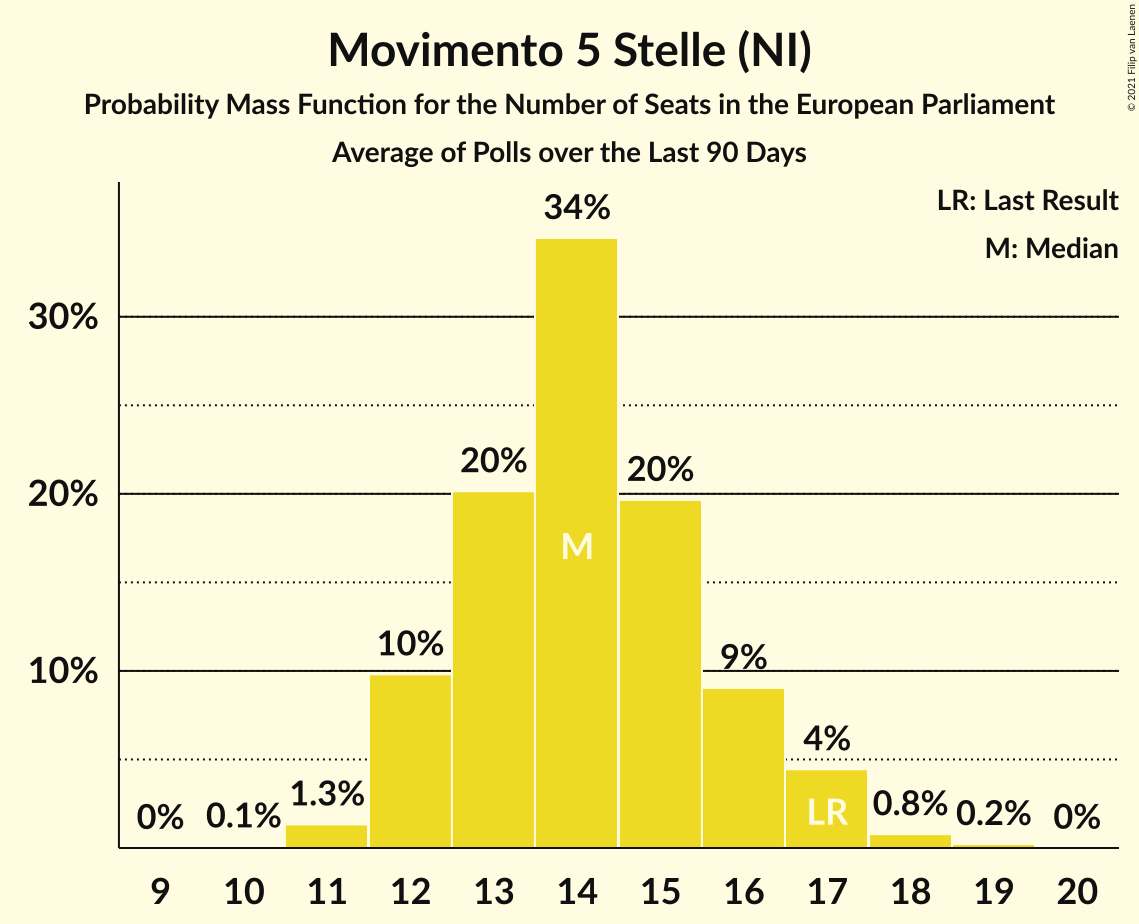 Movimento 5 Stelle (NI)
Probability Mass Function for the Number of Seats in the European Parliament
Average of Polls over the Last 90 Days
© 2021 Filip van Laenen
LR: Last Result
M: Median
34%
30%
20%
20%
20%
M
10%
9%
10%
4%
1.3%
LR
0.8%
0.2%
0%
0.1%
0%
9 10 11 12 13 14 15 16 17 18 19 20